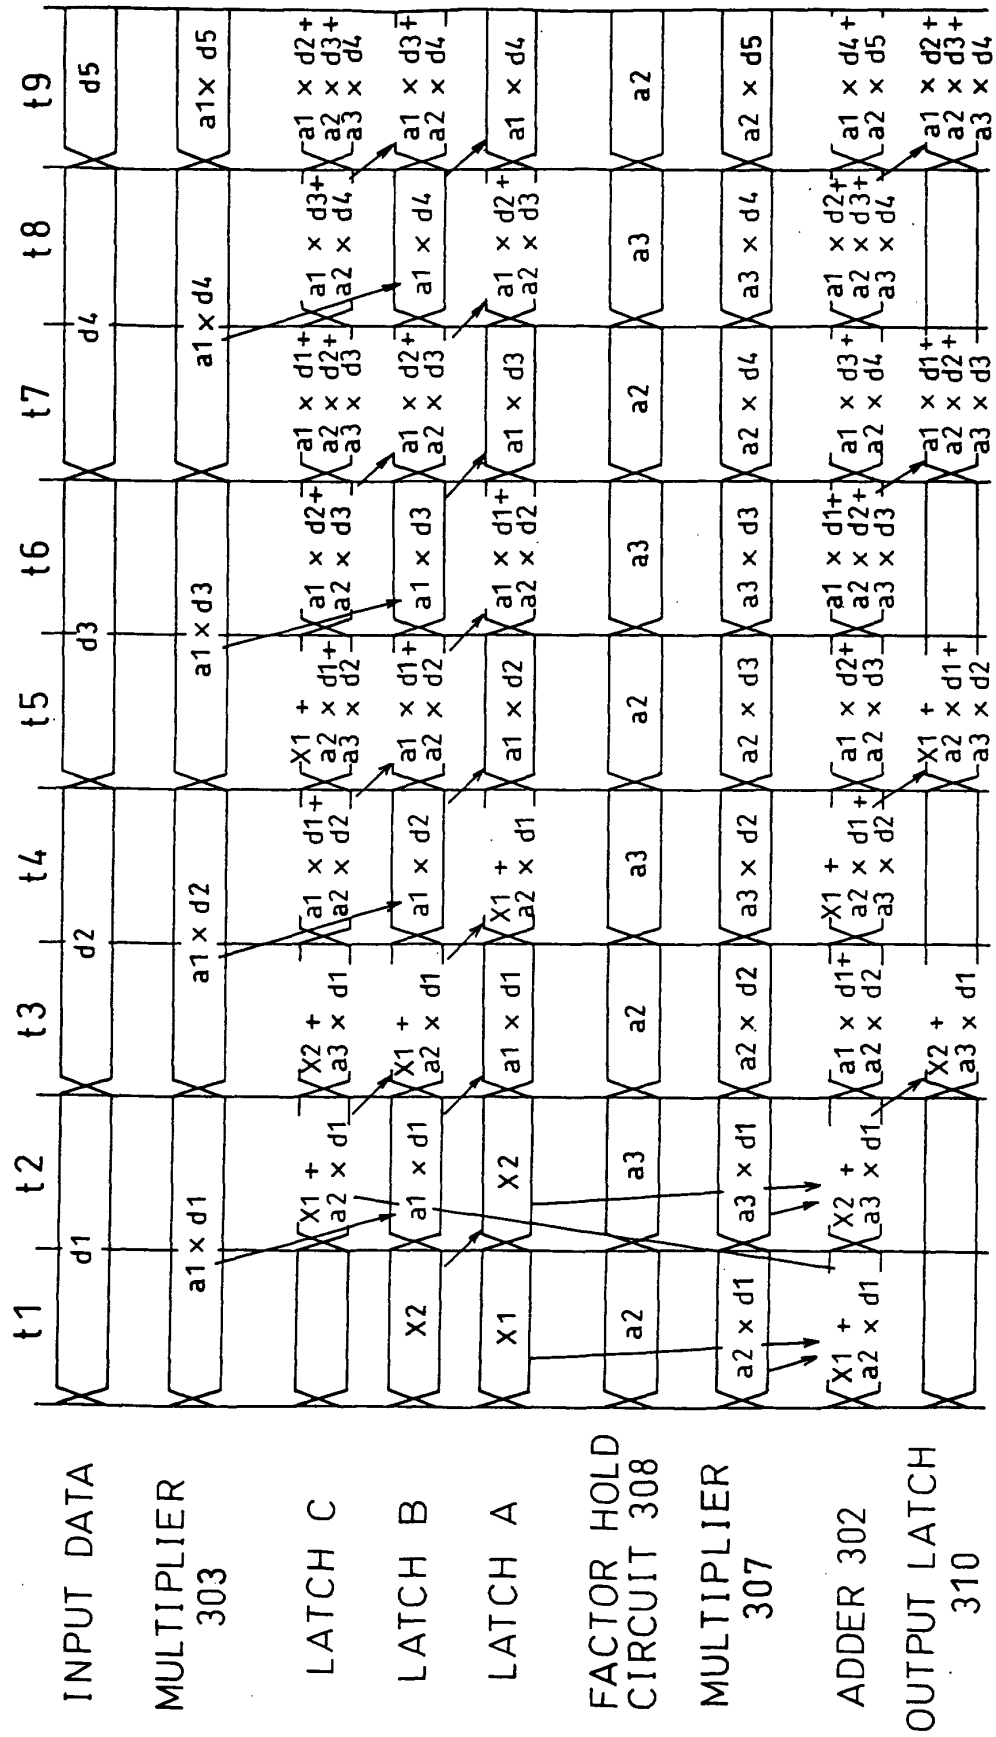 t1 t2 t3 t4 t5 t6 t7 t8 t9
INPUT DATA
d1 d2 d3 d4 d5
MULTIPLIER
303
a1 × d1 a1 × d2 a1 × d3 a1 × d4 a1 × d5
LATCH C
X1 +
a2 × d1
X2 +
a3 × d1
a1 × d1+
a2 × d2
X1 +
a2 × d1+
a3 × d2
a1 × d2+
a2 × d3
a1 × d1+
a2 × d2+
a3 × d3
a1 × d3+
a2 × d4
a1 × d2+
a2 × d3+
a3 × d4
LATCH B
X2
a1 × d1
X1 +
a2 × d1
a1 × d2
a1 × d1+
a2 × d2
a1 × d3
a1 × d2+
a2 × d3
a1 × d4
a1 × d3+
a2 × d4
LATCH A
X1
X2
a1 × d1
X1 +
a2 × d1
a1 × d2
a1 × d1+
a2 × d2
a1 × d3
a1 × d2+
a2 × d3
a1 × d4
FACTOR HOLD
CIRCUIT 308
a2 a3 a2 a3 a2 a3 a2 a3 a2
MULTIPLIER
307
a2 × d1 a3 × d1 a2 × d2 a3 × d2 a2 × d3 a3 × d3 a2 × d4 a3 × d4 a2 × d5
ADDER 302
X1 +
a2 × d1
X2 +
a3 × d1
a1 × d1+
a2 × d2
X1 +
a2 × d1+
a3 × d2
a1 × d2+
a2 × d3
a1 × d1+
a2 × d2+
a3 × d3
a1 × d3+
a2 × d4
a1 × d2+
a2 × d3+
a3 × d4
a1 × d4+
a2 × d5
OUTPUT LATCH
310
X2 +
a3 × d1
X1 +
a2 × d1+
a3 × d2
a1 × d1+
a2 × d2+
a3 × d3
a1 × d2+
a2 × d3+
a3 × d4